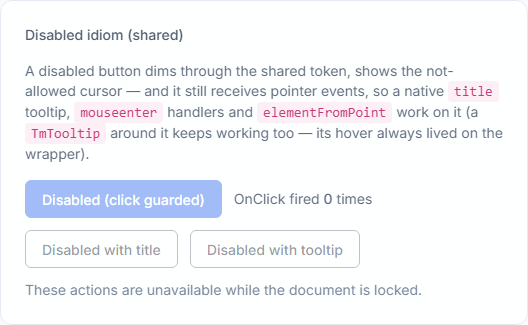 Disabled idiom (shared)
A disabled button dims through the shared token, shows the not-
allowed cursor — and it still receives pointer events, so a native title
tooltip, mouseenter handlers and elementFromPoint work on it (a
TmTooltip around it keeps working too — its hover always lived on the
wrapper).
Disabled (click guarded) OnClick fired 0 times
Disabled with title Disabled with tooltip
These actions are unavailable while the document is locked.